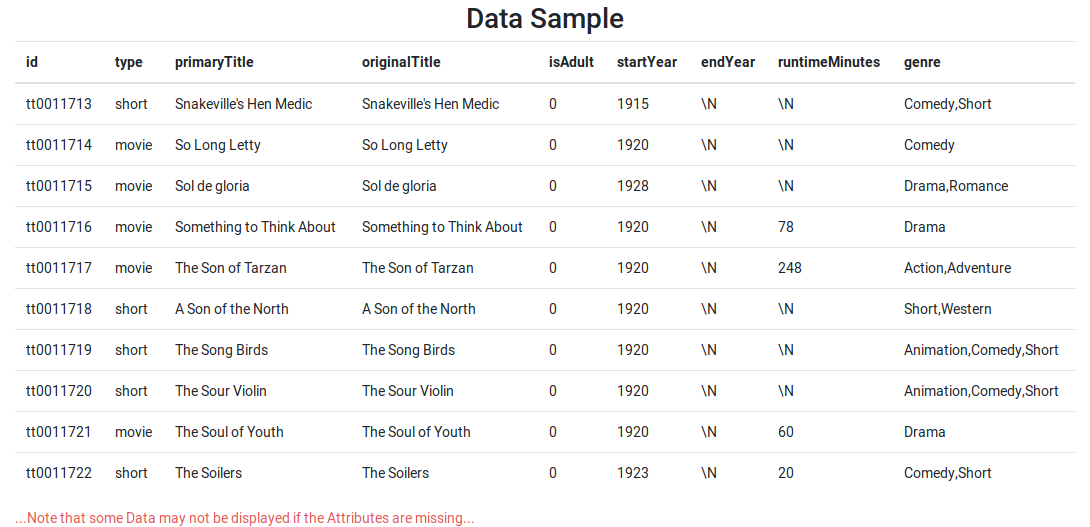 Data Sample
id type primaryTitle originalTitle isAdult startYear endYear runtimeMinutes genre
tt0011713 short Snakeville's Hen Medic Snakeville's Hen Medic 0 1915 \N \N Comedy,Short
tt0011714 movie So Long Letty So Long Letty 0 1920 \N \N Comedy
tt0011715 movie Sol de gloria Sol de gloria 0 1928 \N \N Drama,Romance
tt0011716 movie Something to Think About Something to Think About 0 1920 \N 78 Drama
tt0011717 movie The Son of Tarzan The Son of Tarzan 0 1920 \N 248 Action,Adventure
tt0011718 short A Son of the North A Son of the North 0 1920 \N \N Short,Western
tt0011719 short The Song Birds The Song Birds 0 1920 \N \N Animation,Comedy,Short
tt0011720 short The Sour Violin The Sour Violin 0 1920 \N \N Animation,Comedy,Short
tt0011721 movie The Soul of Youth The Soul of Youth 0 1920 \N 60 Drama
tt0011722 short The Soilers The Soilers 0 1923 \N 20 Comedy,Short
...Note that some Data may not be displayed if the Attributes are missing...